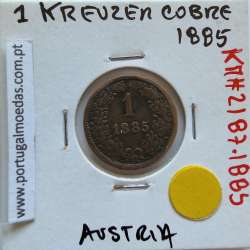 1 KREUZER COBRE
1885
KM#2187.1885
www.portugalmoedas.com.pt
1
1885
AUSTRIA